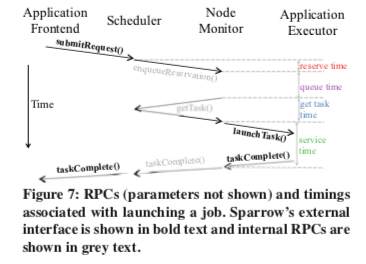 Application Frontend
Scheduler
Node Monitor
Application Executor
submitRequest()
enqueueReservation()
reserve time
queue time
getTask()
get task time
Time
launchTask()
service time
taskComplete()
taskComplete()
taskComplete()
Figure 7: RPCs (parameters not shown) and timings
associated with launching a job. Sparrow's external
interface is shown in bold text and internal RPCs are
shown in grey text.